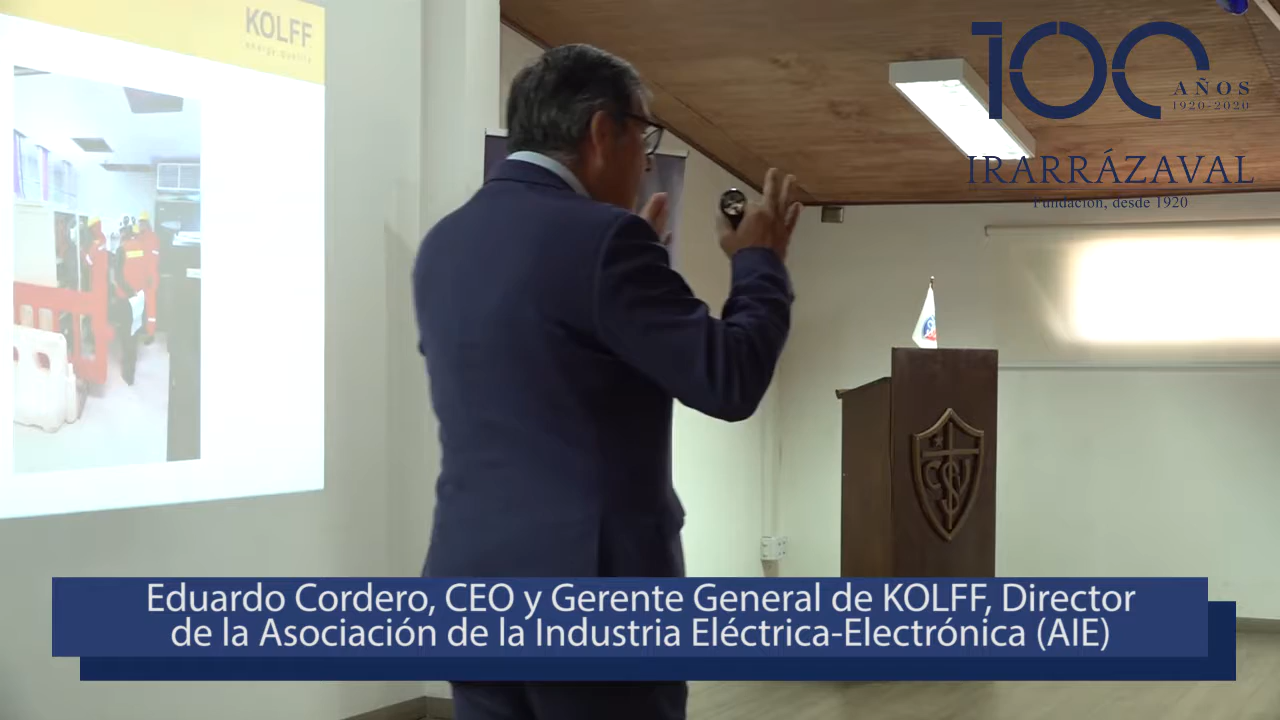 KOLFF
energy quality
100
AÑOS
1920-2020
IRARRÁZAVAL
Fundación, desde 1920
Eduardo Cordero, CEO y Gerente General de KOLFF, Director
de la Asociación de la Industria Eléctrica-Electrónica (AIE)